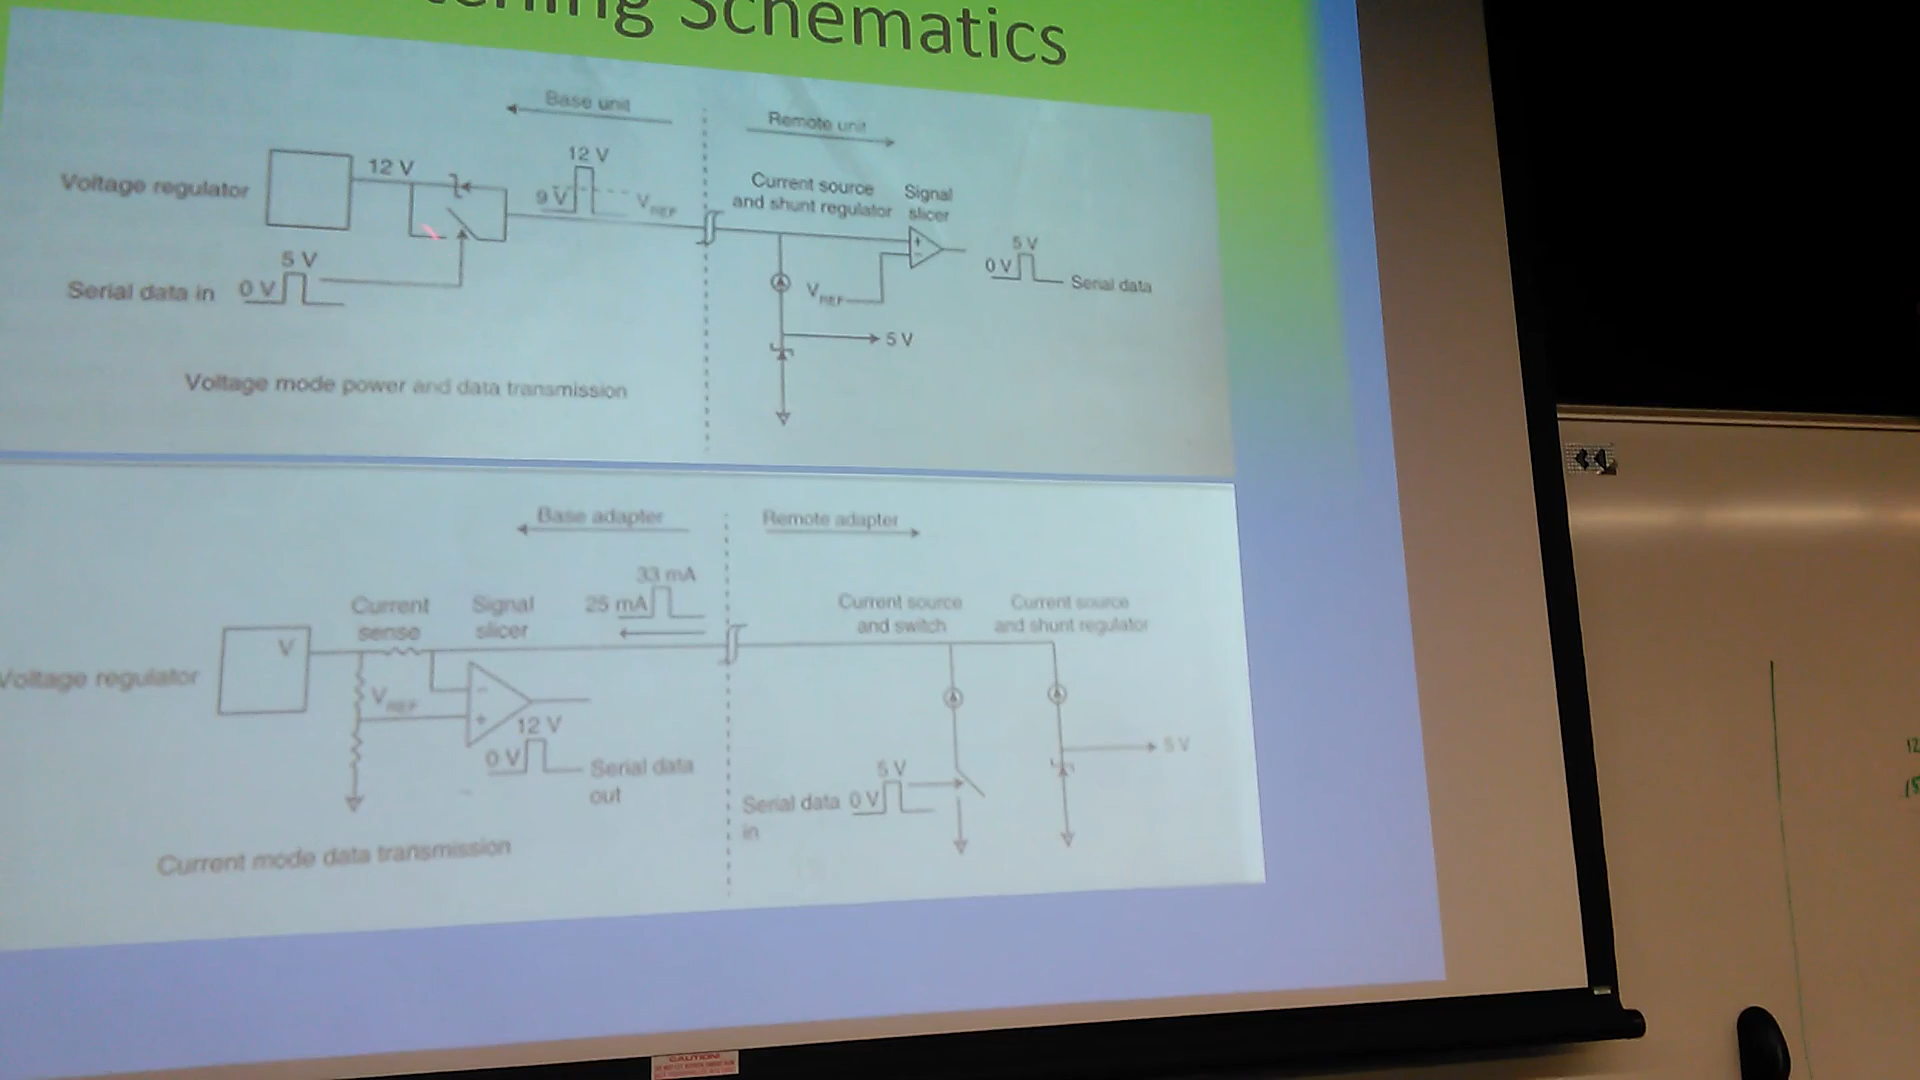 Schematics
Base unit
Remote unit
12 V
12 V
Voltage regulator
9 V
V REF
Current source
and shunt regulator
Signal
slicer
5 V
0 V
Serial data in
5 V
0 V
Serial data
V REF
5 V
Voltage mode power and data transmission
Base adapter
Remote adapter
33 mA
25 mA
Current
sense
Signal
slicer
Current source
and switch
Current source
and shunt regulator
V
Voltage regulator
V REF
12 V
0 V
Serial data
out
5 V
5 V
Serial data 0 V
in
Current mode data transmission
CAUTION!
12